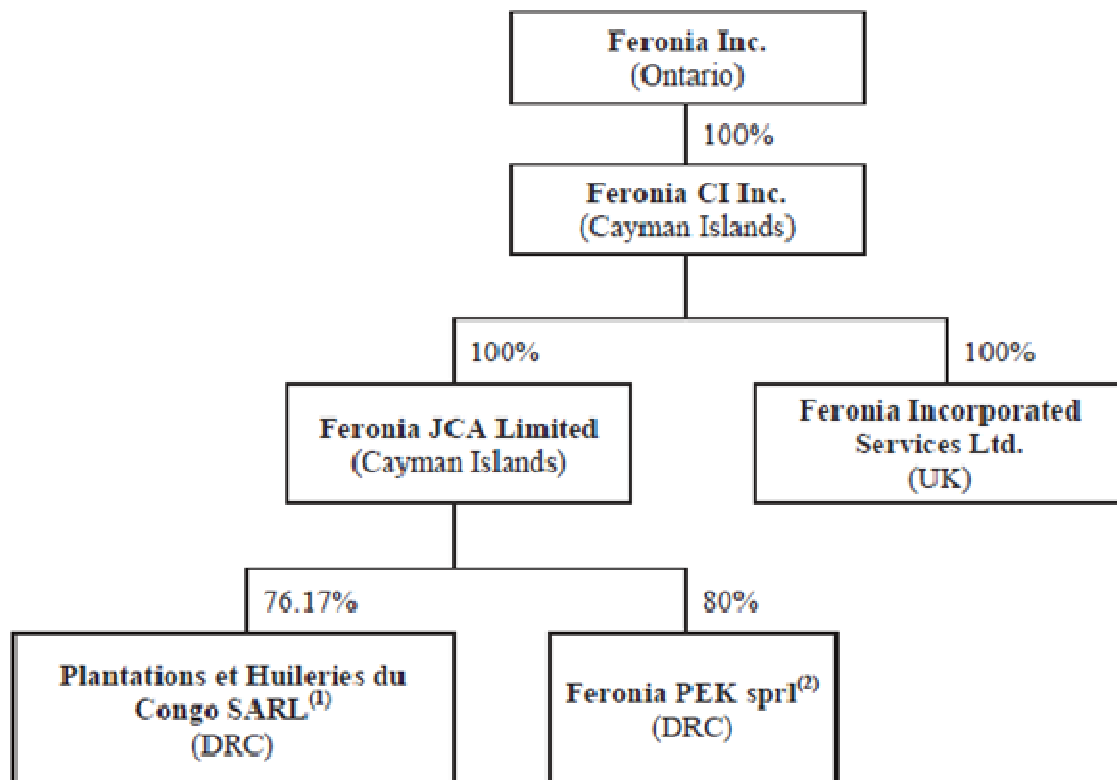 Feronia Inc.
(Ontario)
100%
Feronia CI Inc.
(Cayman Islands)
100%
100%
Feronia JCA Limited
(Cayman Islands)
Feronia Incorporated
Services Ltd.
(UK)
76.17%
80%
Plantations et Huileries du
Congo SARL(1)
(DRC)
Feronia PEK sprl(2)
(DRC)